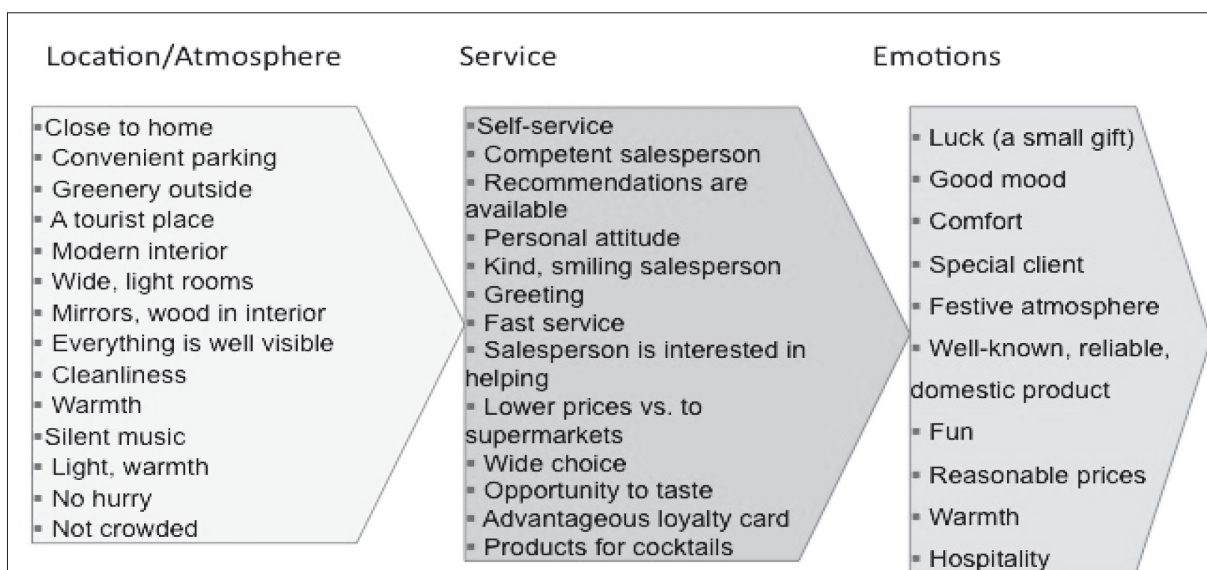 Location/Atmosphere
▪Close to home
▪ Convenient parking
▪ Greenery outside
▪ A tourist place
▪ Modern interior
▪ Wide, light rooms
▪ Mirrors, wood in interior
▪ Everything is well visible
▪ Cleanliness
▪ Warmth
▪Silent music
▪ Light, warmth
▪ No hurry
▪ Not crowded
Service
▪Self-service
▪ Competent salesperson
▪ Recommendations are
available
▪ Personal attitude
▪ Kind, smiling salesperson
▪ Greeting
▪ Fast service
▪ Salesperson is interested in
helping
▪ Lower prices vs. to
supermarkets
▪ Wide choice
▪ Opportunity to taste
▪ Advantageous loyalty card
▪ Products for cocktails
Emotions
▪ Luck (a small gift)
▪ Good mood
▪ Comfort
▪ Special client
▪ Festive atmosphere
▪ Well-known, reliable,
domestic product
▪ Fun
▪ Reasonable prices
▪ Warmth
▪ Hospitality